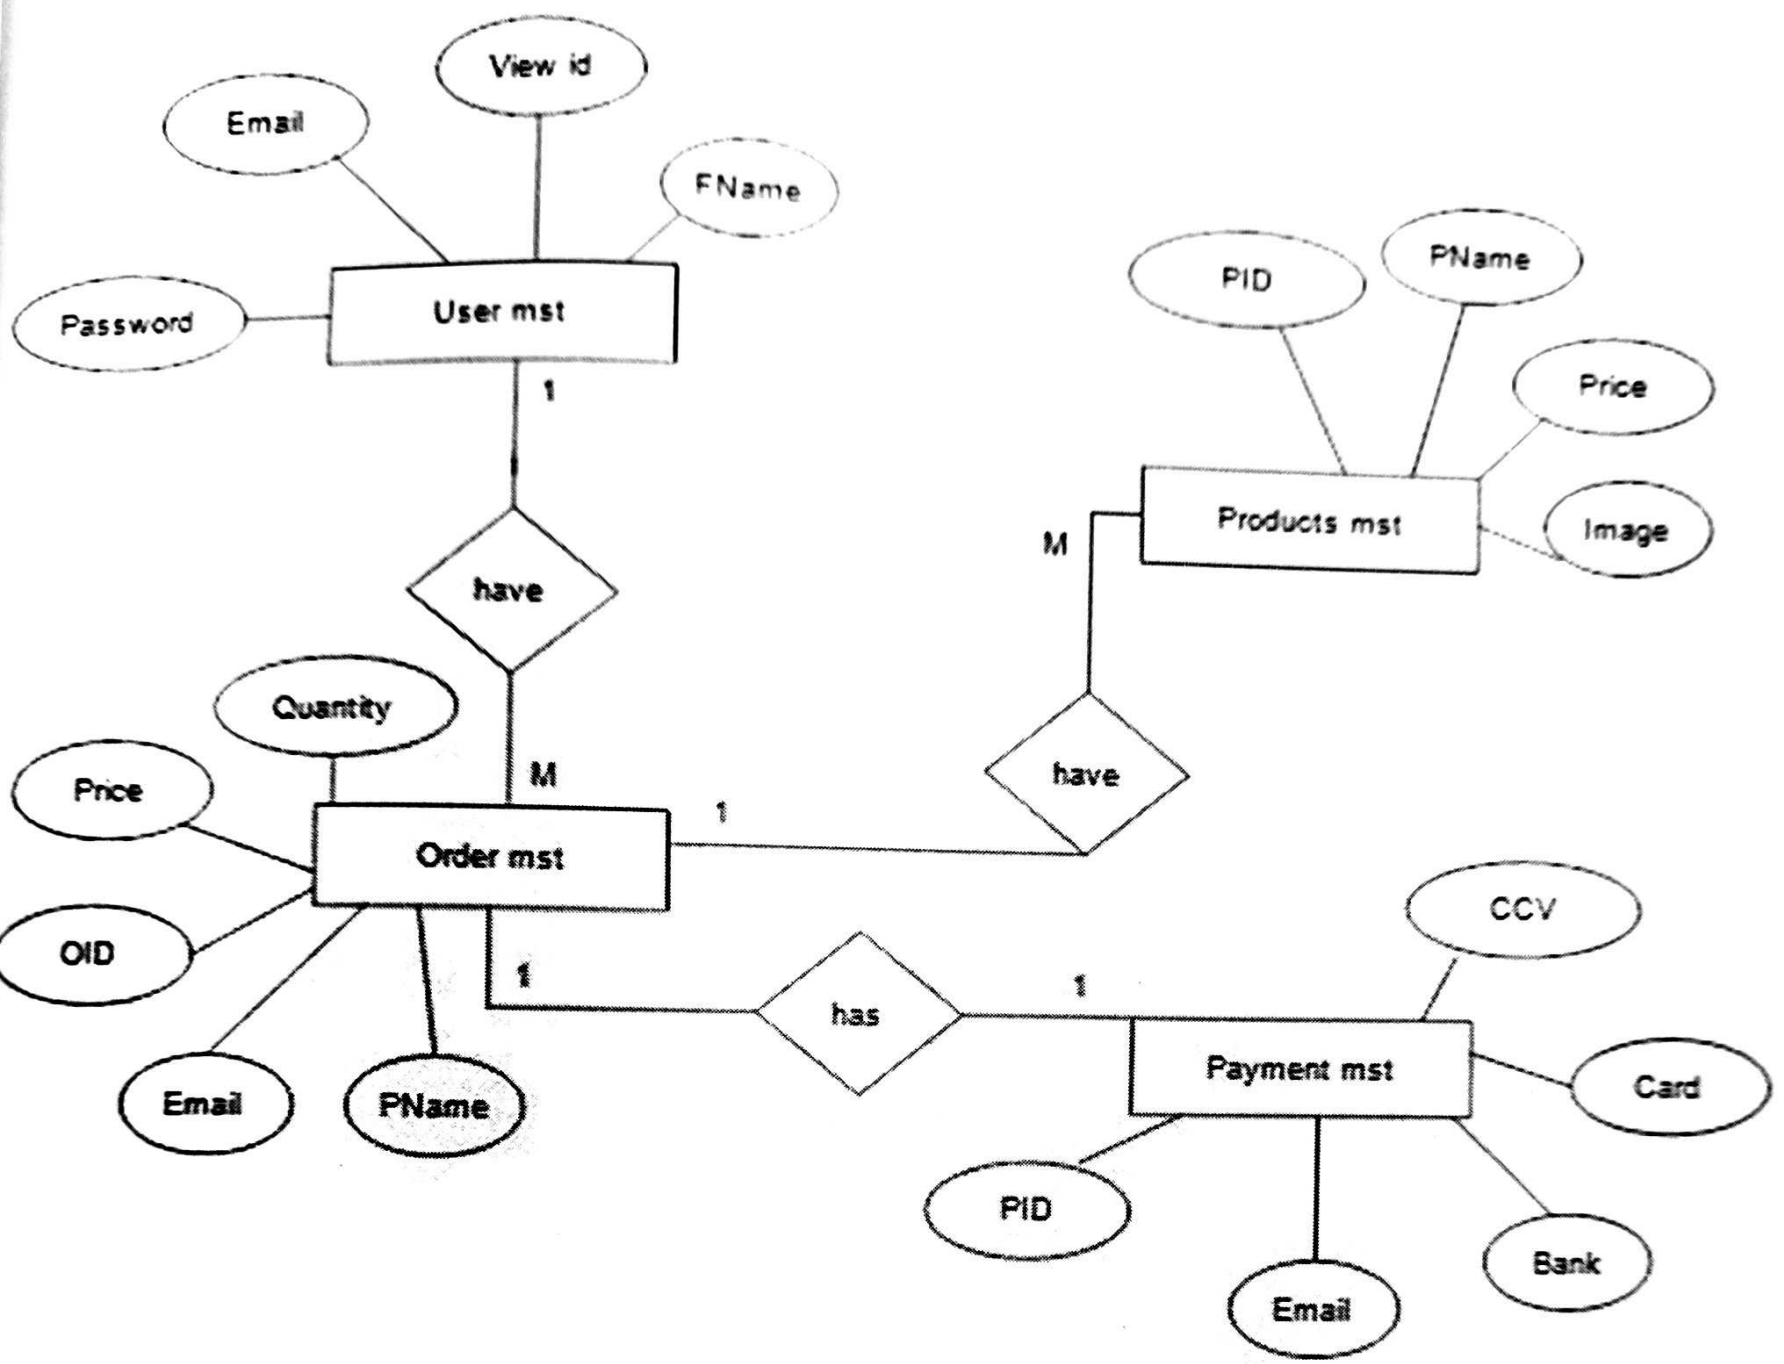 View id
Email
FName
Password
User mst
1
have
M
PID
PName
Price
Image
Products mst
M
have
1
Quantity
Price
OID
Email
PName
Order mst
1
has
1
Payment mst
CCV
Card
Bank
Email
PID